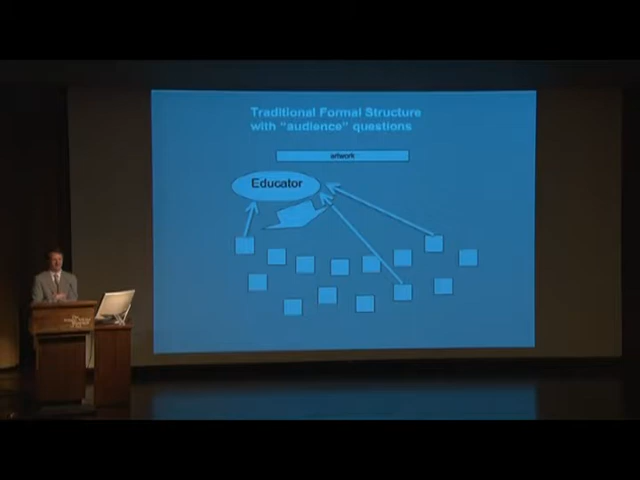 Traditional Formal Structure
with "audience" questions
artwork
Educator